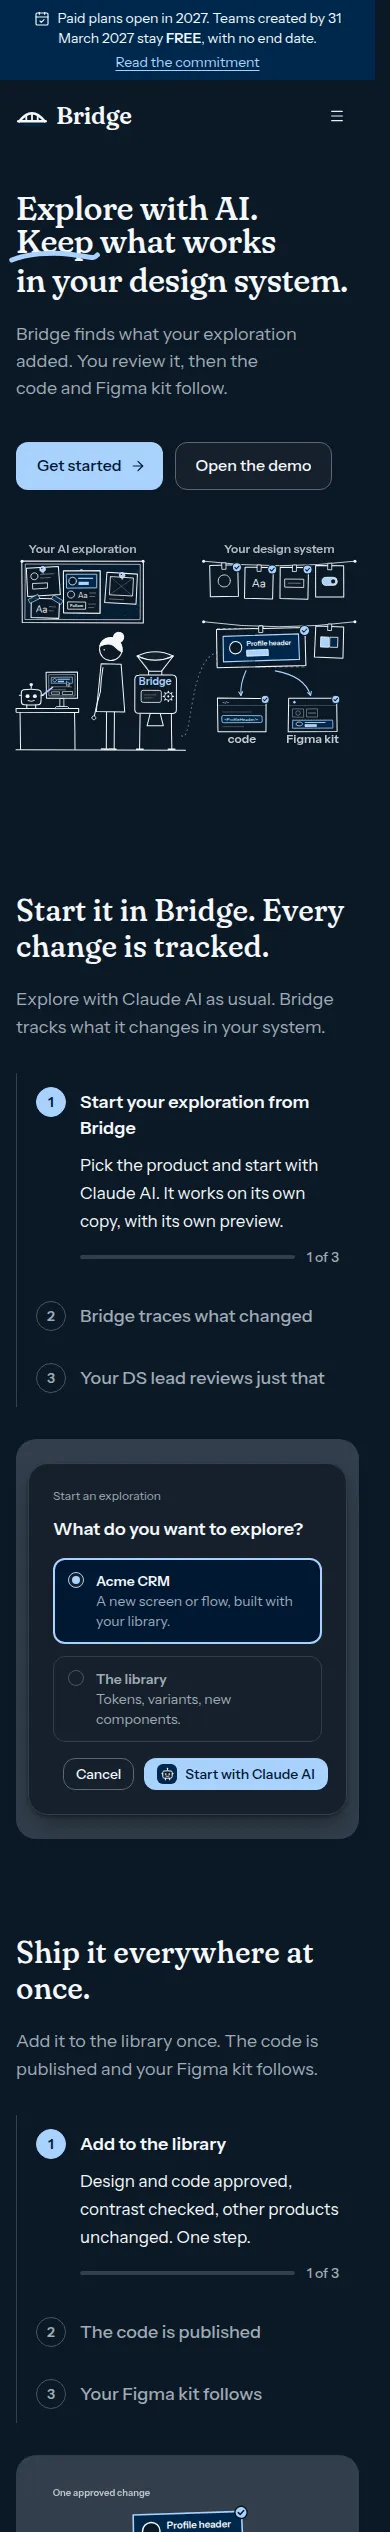 Paid plans open in 2027. Teams created by 31
March 2027 stay FREE, with no end date.
Read the commitment
Bridge
Explore with AI.
Keep what works
in your design system.
Bridge finds what your exploration
added. You review it, then the
code and Figma kit follow.
Get started
Open the demo
Your AI exploration
Your design system
Aa
Aa
Follow
Aa
Profile header
Bridge
</>
<ProfileHeader/>
code
Figma kit
Start it in Bridge. Every
change is tracked.
Explore with Claude AI as usual. Bridge
tracks what it changes in your system.
1
Start your exploration from
Bridge
Pick the product and start with
Claude AI. It works on its own
copy, with its own preview.
1 of 3
2
Bridge traces what changed
3
Your DS lead reviews just that
Start an exploration
What do you want to explore?
Acme CRM
A new screen or flow, built with
your library.
The library
Tokens, variants, new
components.
Cancel
Start with Claude AI
Ship it everywhere at
once.
Add it to the library once. The code is
published and your Figma kit follows.
1
Add to the library
Design and code approved,
contrast checked, other products
unchanged. One step.
1 of 3
2
The code is published
3
Your Figma kit follows
One approved change
Profile header